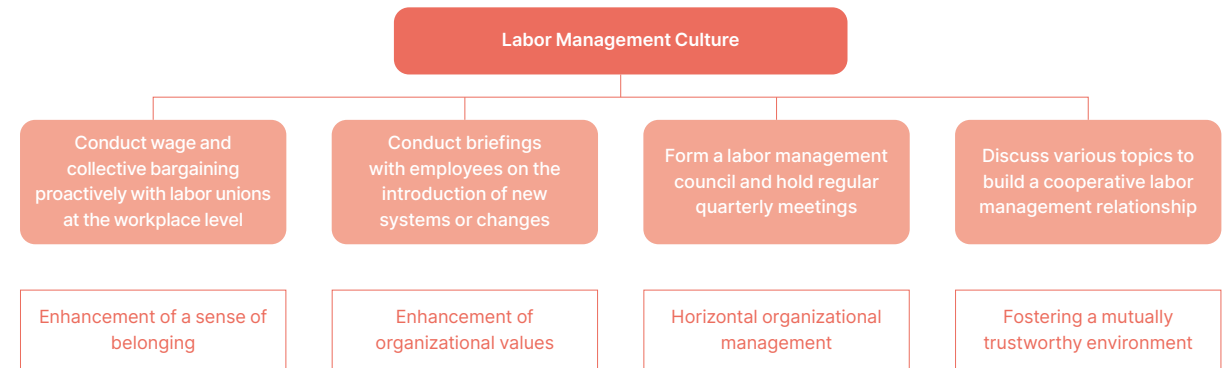 Labor Management Culture
Conduct wage and
collective bargaining
proactively with labor unions
at the workplace level
Conduct briefings
with employees on the
introduction of new
systems or changes
Form a labor management
council and hold regular
quarterly meetings
Discuss various topics to
build a cooperative labor
management relationship
Enhancement of a sense of
belonging
Enhancement of
organizational values
Horizontal organizational
management
Fostering a mutually
trustworthy environment